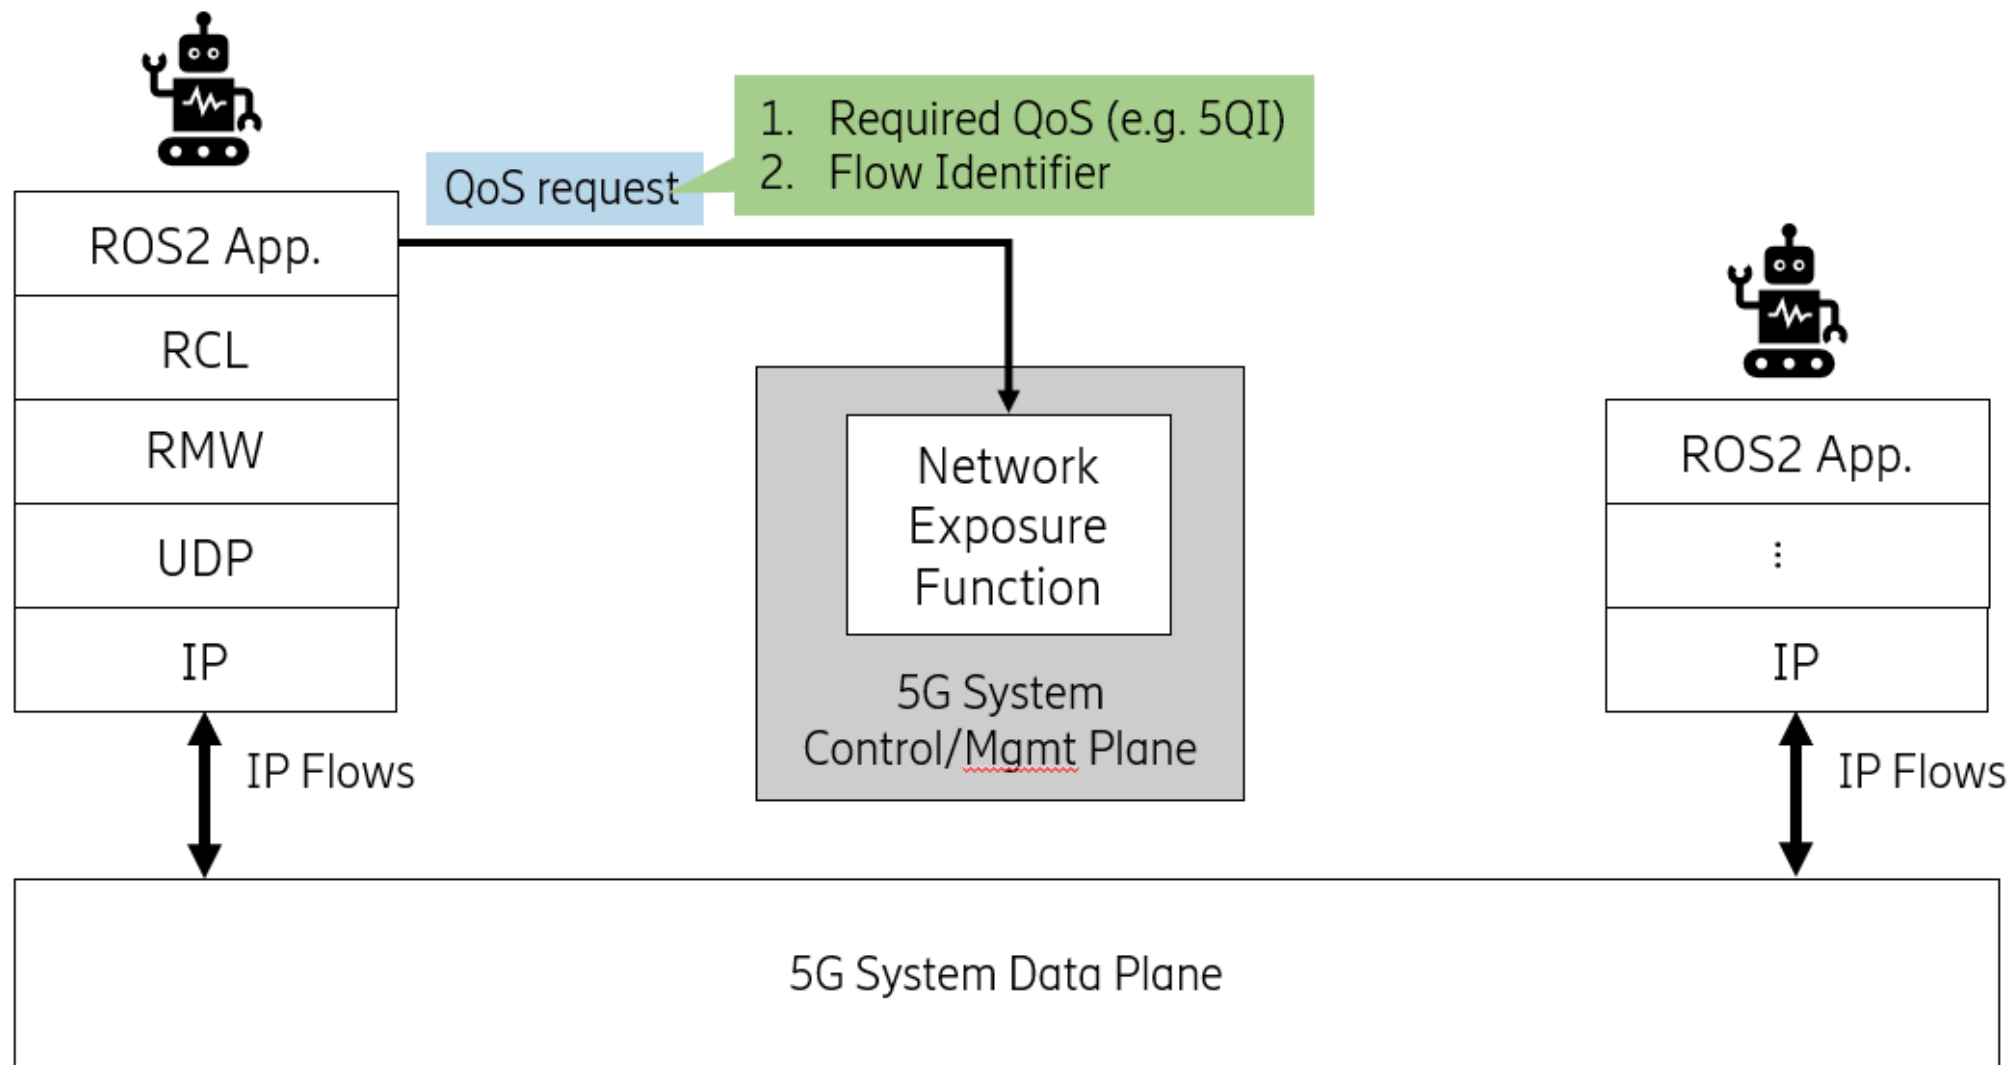 1. Required QoS (e.g. 5QI)
2. Flow Identifier
QoS request
ROS2 App.
RCL
RMW
UDP
IP
IP Flows
Network
Exposure
Function
5G System
Control/Mgmt Plane
ROS2 App.
⋮
IP
IP Flows
5G System Data Plane